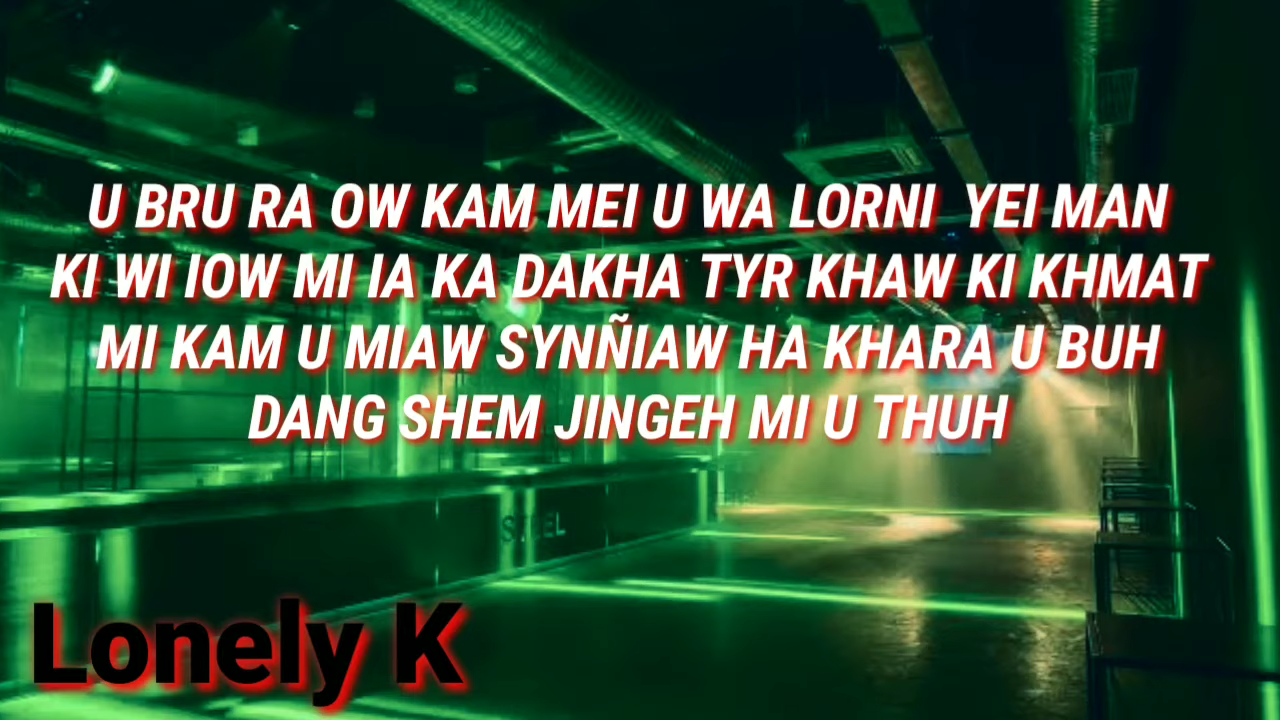 U BRU RA OW KAM MEI U WA LORNI YEI MAN
KI WI IOW MI IA KA DAKHA TYR KHAW KI KHMAT
MI KAM U MIAW SYNÑIAW HA KHARA U BUH
DANG SHEM JINGEH MI U THUH
Lonely K